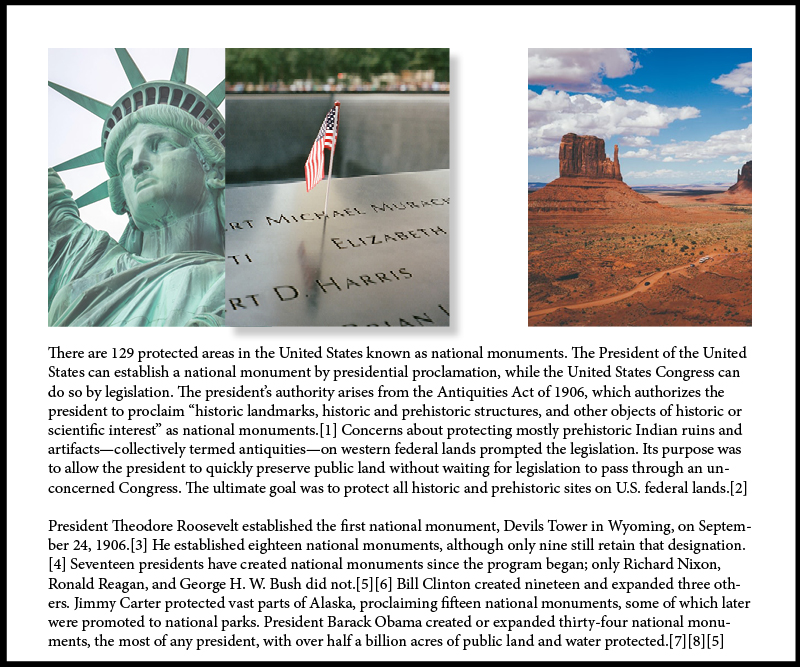 RT MICHAEL MURACK
TI ELIZABETH
RT D. HARRIS
BRIAN
There are 129 protected areas in the United States known as national monuments. The President of the United
States can establish a national monument by presidential proclamation, while the United States Congress can
do so by legislation. The president’s authority arises from the Antiquities Act of 1906, which authorizes the
president to proclaim “historic landmarks, historic and prehistoric structures, and other objects of historic or
scientific interest” as national monuments.[1] Concerns about protecting mostly prehistoric Indian ruins and
artifacts—collectively termed antiquities—on western federal lands prompted the legislation. Its purpose was
to allow the president to quickly preserve public land without waiting for legislation to pass through an un-
concerned Congress. The ultimate goal was to protect all historic and prehistoric sites on U.S. federal lands.[2]
President Theodore Roosevelt established the first national monument, Devils Tower in Wyoming, on Septem-
ber 24, 1906.[3] He established eighteen national monuments, although only nine still retain that designation.
[4] Seventeen presidents have created national monuments since the program began; only Richard Nixon,
Ronald Reagan, and George H. W. Bush did not.[5][6] Bill Clinton created nineteen and expanded three oth-
ers. Jimmy Carter protected vast parts of Alaska, proclaiming fifteen national monuments, some of which later
were promoted to national parks. President Barack Obama created or expanded thirty-four national monu-
ments, the most of any president, with over half a billion acres of public land and water protected.[7][8][5]